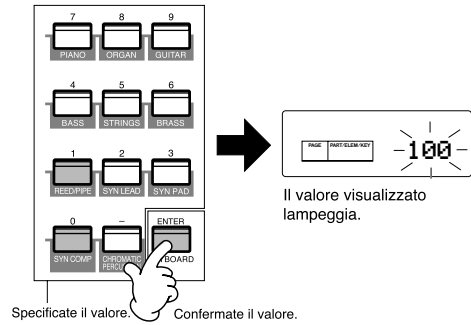 7 8 9
PIANO ORGAN GUITAR
4 5 6
BASS STRINGS BRASS
1 2 3
REED/PIPE SYN LEAD SYN PAD
0 – ENTER
SYN COMP CHROMATIC
Specificate il valore. Confermate il valore.
PAGE PART/ELEM/KEY 100
Il valore visualizzato
lampeggia.